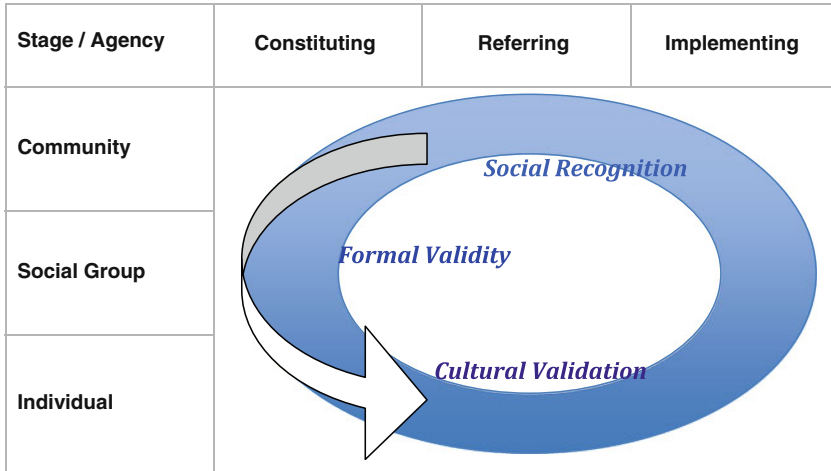 Stage / Agency
Constituting
Referring
Implementing
Community
Social Recognition
Social Group
Formal Validity
Individual
Cultural Validation